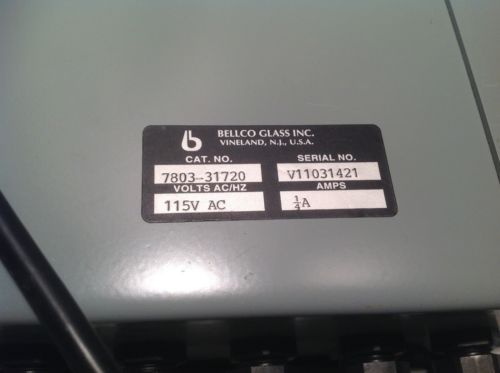 BELLCO GLASS INC.
VINELAND, N.J., U.S.A.
CAT. NO. SERIAL NO.
7803-31720 V11031421
VOLTS AC/HZ AMPS
115V AC ¼A